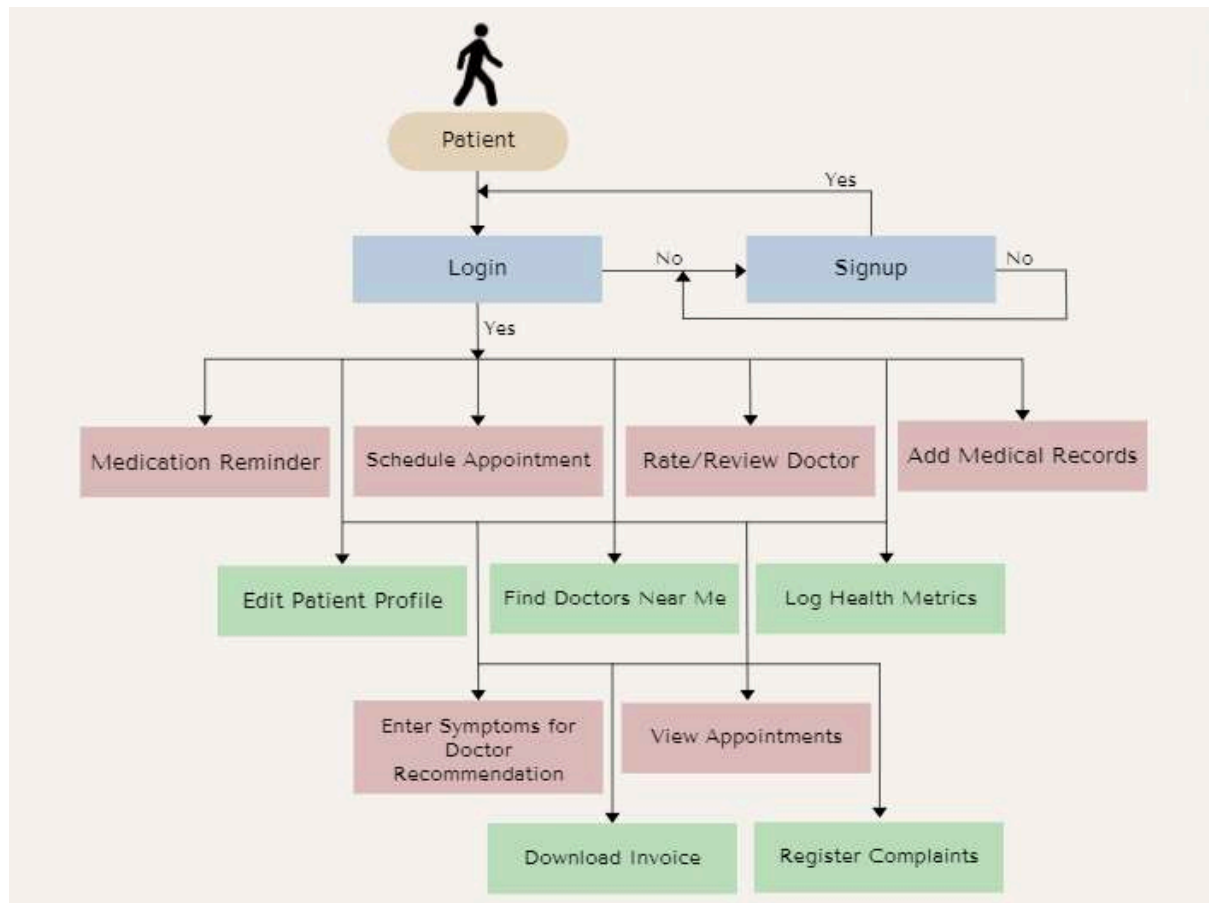 Patient
Yes
Login
No
Signup
No
Yes
Medication Reminder
Schedule Appointment
Rate/Review Doctor
Add Medical Records
Edit Patient Profile
Find Doctors Near Me
Log Health Metrics
Enter Symptoms for
Doctor
Recommendation
View Appointments
Download Invoice
Register Complaints